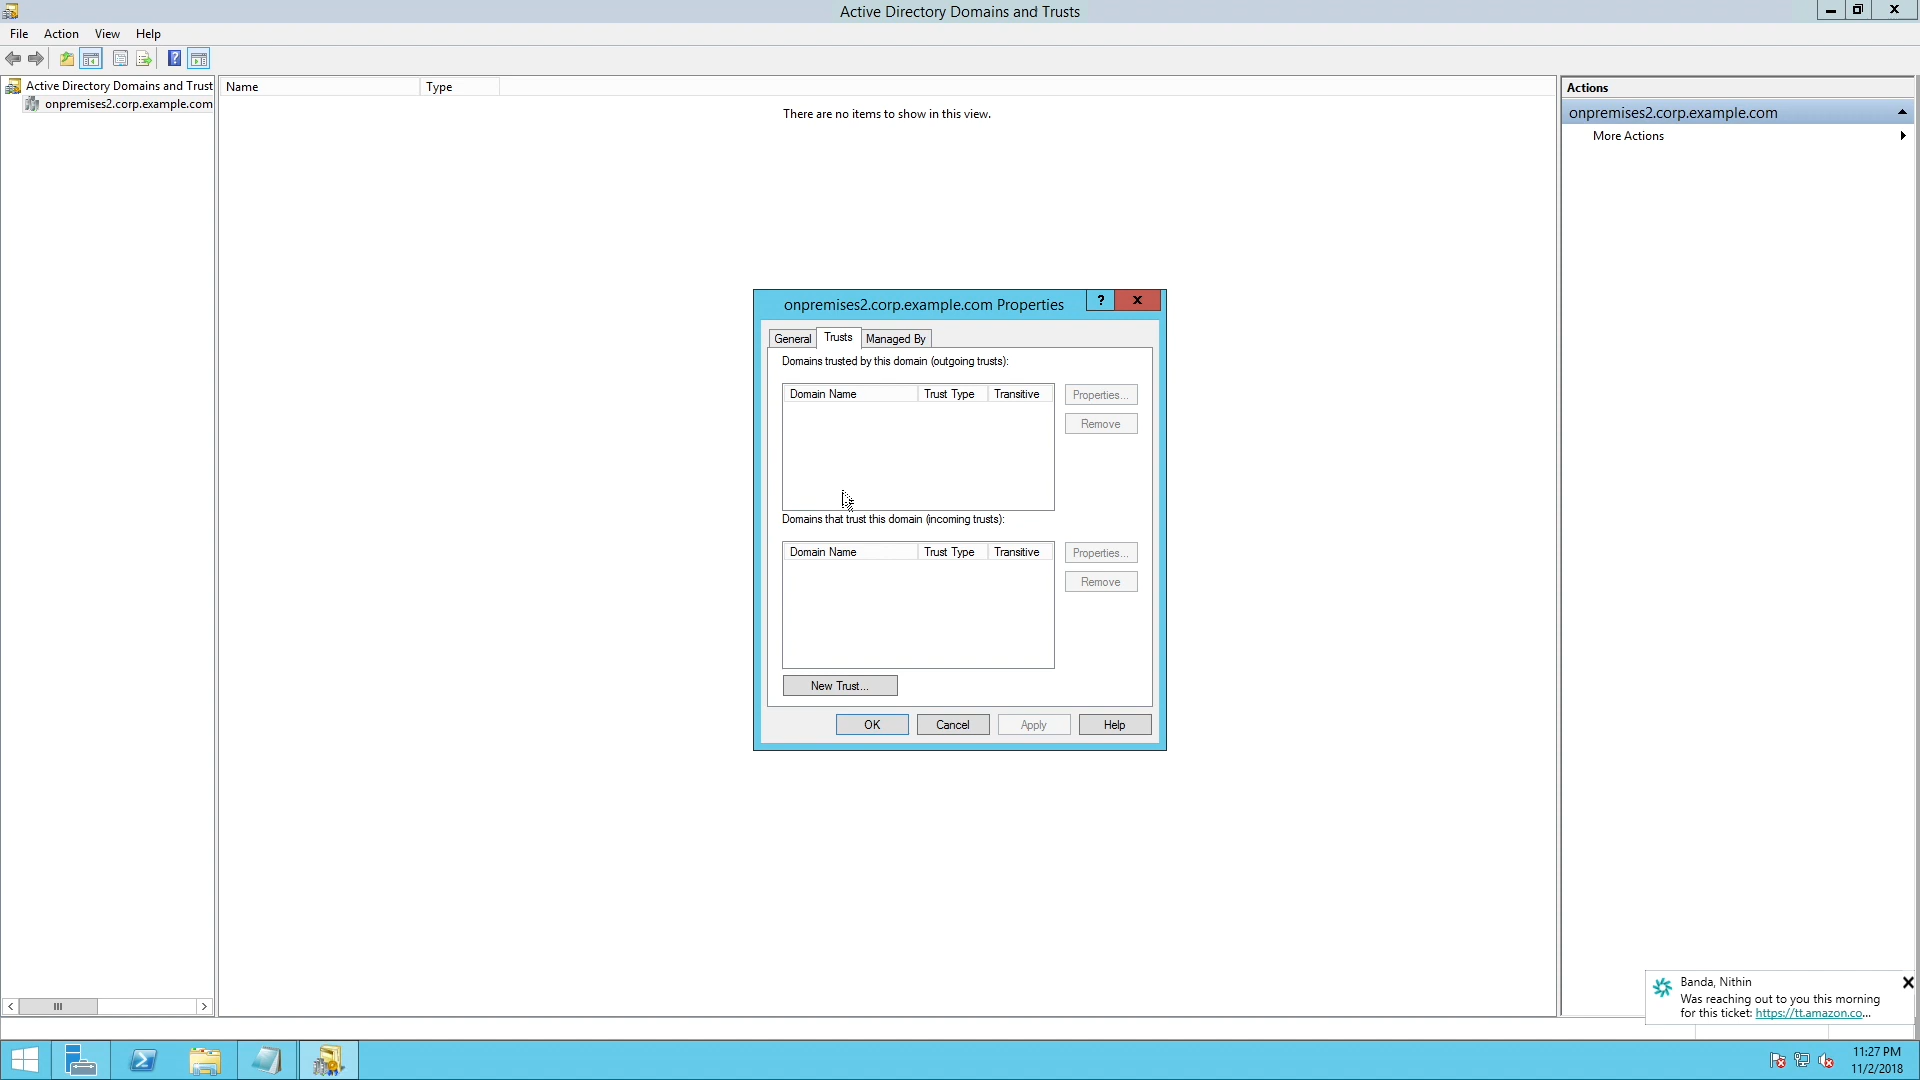 Active Directory Domains and Trusts
File Action View Help
Active Directory Domains and Trust
onpremises2.corp.example.com
Name Type
There are no items to show in this view.
Actions
onpremises2.corp.example.com
More Actions
onpremises2.corp.example.com Properties
? x
General Trusts Managed By
Domains trusted by this domain (outgoing trusts):
Domain Name Trust Type Transitive
Properties...
Remove
Domains that trust this domain (incoming trusts):
Domain Name Trust Type Transitive
Properties...
Remove
New Trust...
OK Cancel Apply Help
Banda, Nithin
Was reaching out to you this morning
for this ticket: https://tt.amazon.co...
11:27 PM
11/2/2018